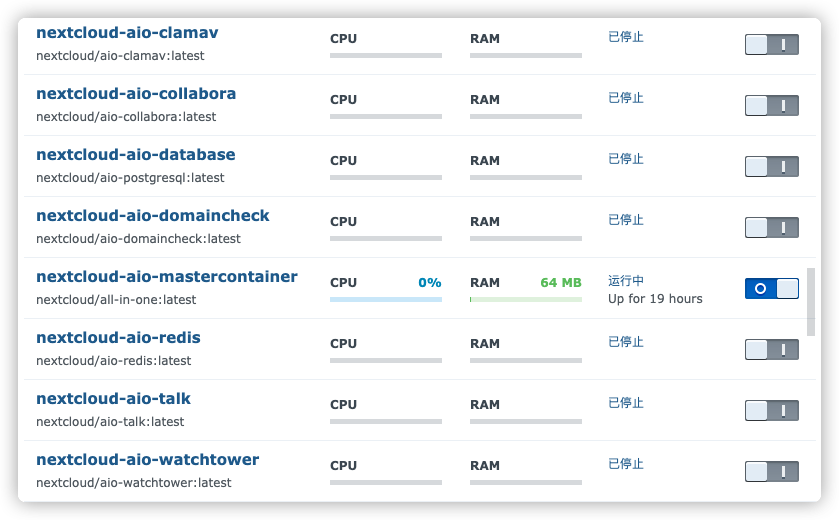 nextcloud-aio-clamav CPU RAM 已停止
nextcloud/aio-clamav:latest
nextcloud-aio-collabora CPU RAM 已停止
nextcloud/aio-collabora:latest
nextcloud-aio-database CPU RAM 已停止
nextcloud/aio-postgresql:latest
nextcloud-aio-domaincheck CPU RAM 已停止
nextcloud/aio-domaincheck:latest
nextcloud-aio-mastercontainer CPU 0% RAM 64 MB 运行中
nextcloud/all-in-one:latest Up for 19 hours
nextcloud-aio-redis CPU RAM 已停止
nextcloud/aio-redis:latest
nextcloud-aio-talk CPU RAM 已停止
nextcloud/aio-talk:latest
nextcloud-aio-watchtower CPU RAM 已停止
nextcloud/aio-watchtower:latest